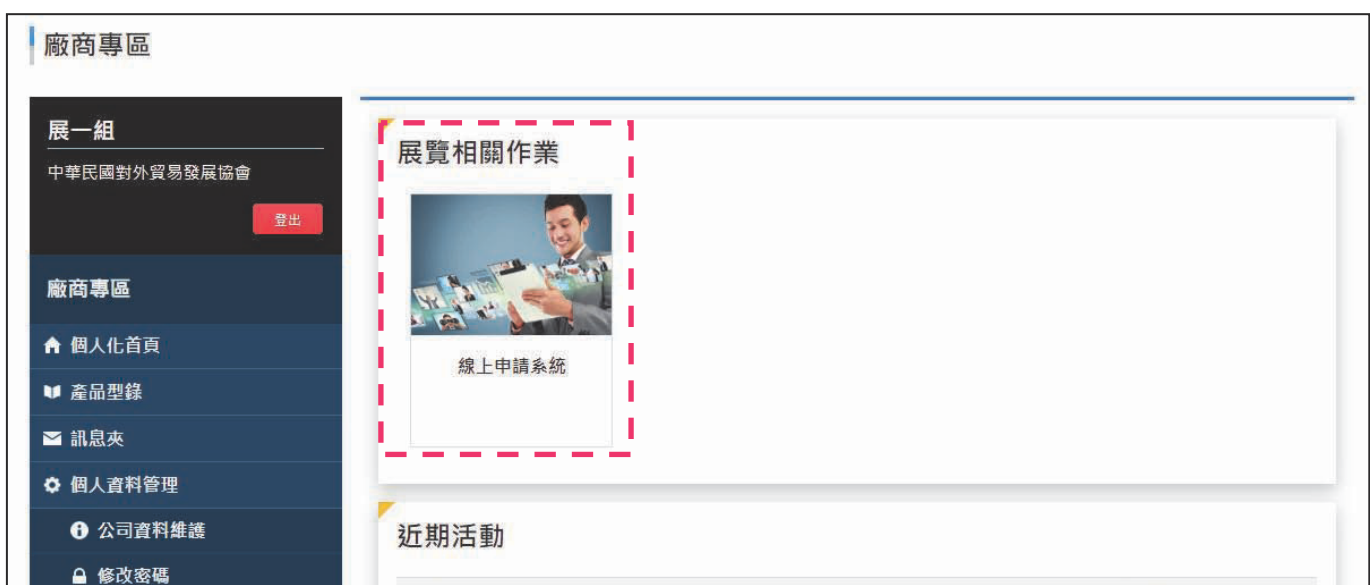 廠商專區
展一組
中華民國對外貿易發展協會
登出
廠商專區
個人化首頁
產品型錄
訊息夾
個人資料管理
公司資料維護
修改密碼
展覽相關作業
線上申請系統
近期活動